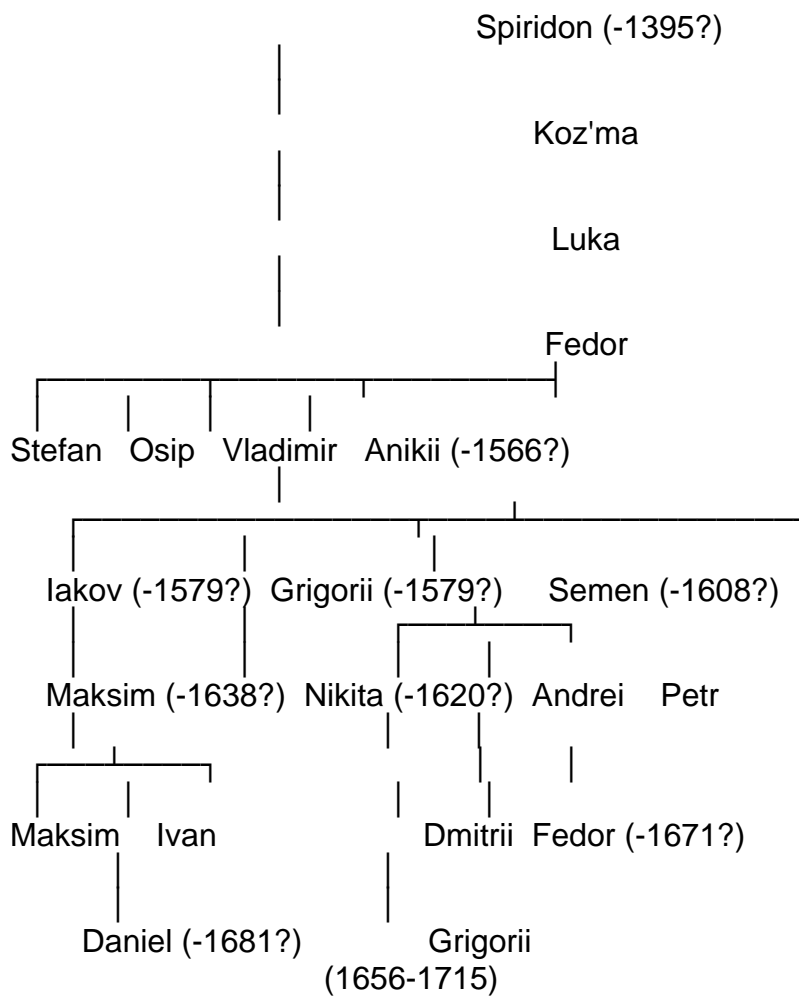 Spiridon (-1395?)
Koz'ma
Luka
Fedor
Stefan Osip Vladimir Anikii (-1566?)
Iakov (-1579?) Grigorii (-1579?) Semen (-1608?)
Maksim (-1638?) Nikita (-1620?) Andrei Petr
Maksim Ivan Dmitrii Fedor (-1671?)
Daniel (-1681?) Grigorii
(1656-1715)